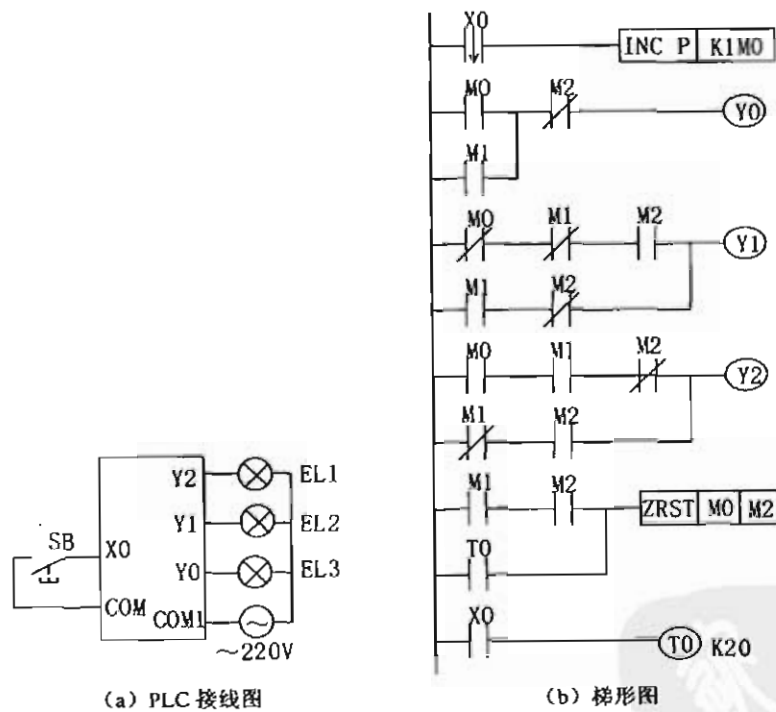 X0
INC P K1M0
M0 M2
Y0
M1
M0 M1 M2
Y1
M1 M2
M0 M1 M2
Y2
M1 M2
M1 M2
ZRST M0 M2
T0
X0
T0 K20
Y2 EL1
Y1 EL2
SB X0
Y0 EL3
COM COM1
~
~220V
(a) PLC 接线图
(b) 梯形图